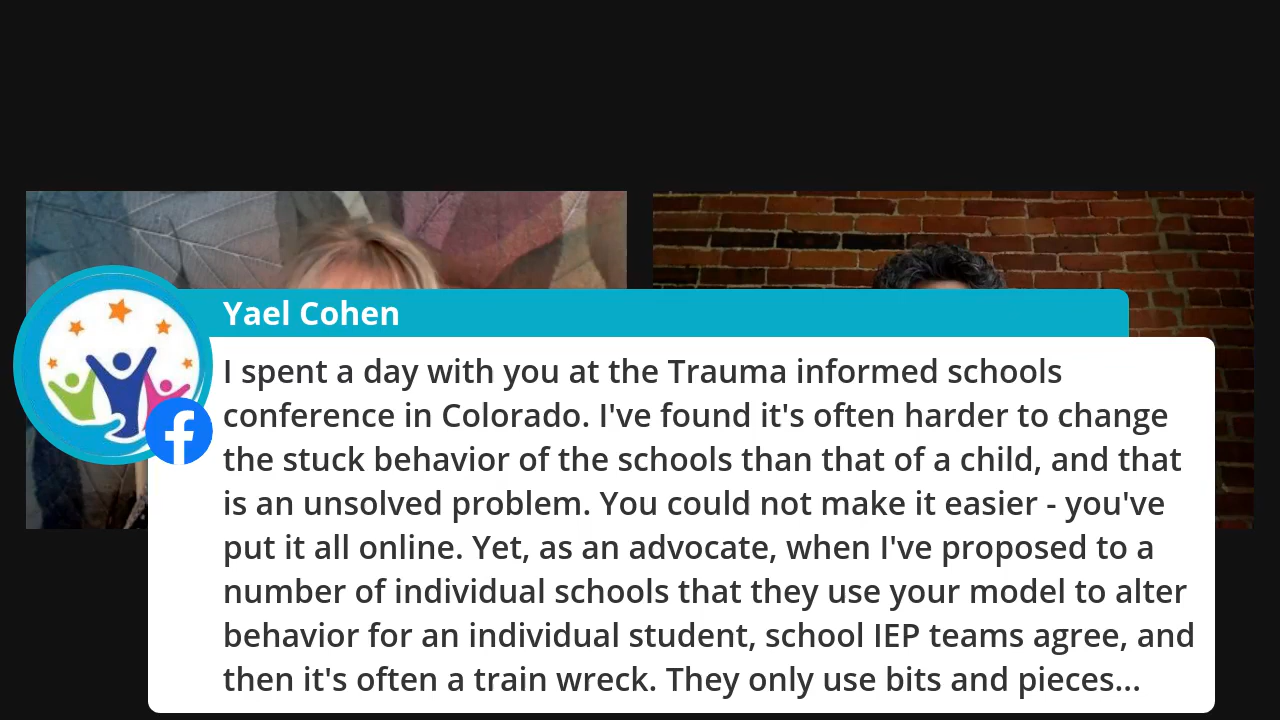 Yael Cohen
I spent a day with you at the Trauma informed schools
conference in Colorado. I've found it's often harder to change
the stuck behavior of the schools than that of a child, and that
is an unsolved problem. You could not make it easier - you've
put it all online. Yet, as an advocate, when I've proposed to a
number of individual schools that they use your model to alter
behavior for an individual student, school IEP teams agree, and
then it's often a train wreck. They only use bits and pieces...